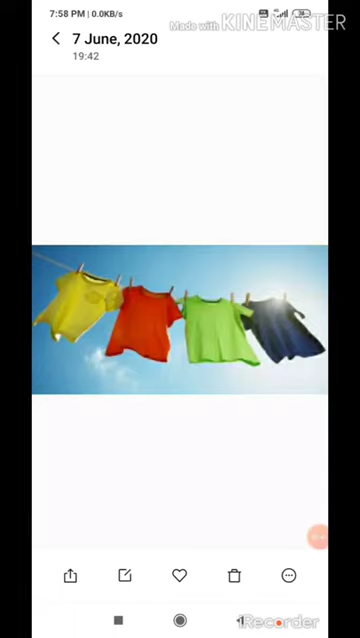 7:58 PM | 0.0KB/s
Made with KINEMASTER
7 June, 2020
19:42
Recorder